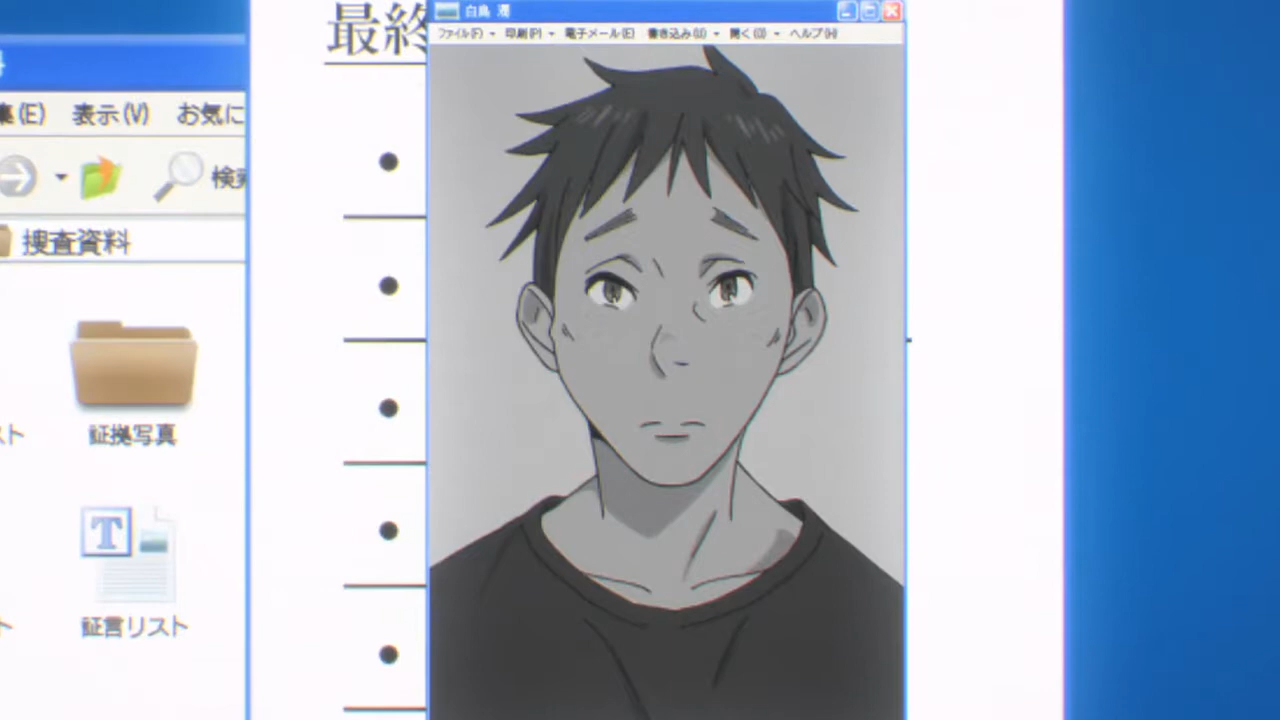 白鳥 潤
ファイル(F) 印刷(P) 電子メール(E) 書き込み(U) 開く(O) ヘルプ(H)
最終
集(E) 表示(V) お気に
検索
捜査資料
証拠写真
証言リスト